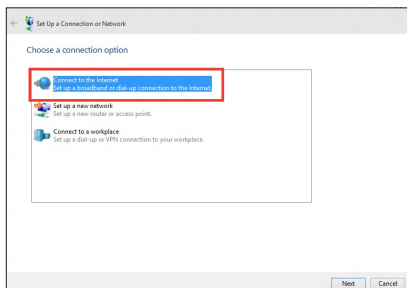 Set Up a Connection or Network
Choose a connection option
Connect to the Internet
Set up a broadband or dial-up connection to the Internet.
Set up a new network
Set up a new router or access point.
Connect to a workplace
Set up a dial-up or VPN connection to your workplace.
Next Cancel